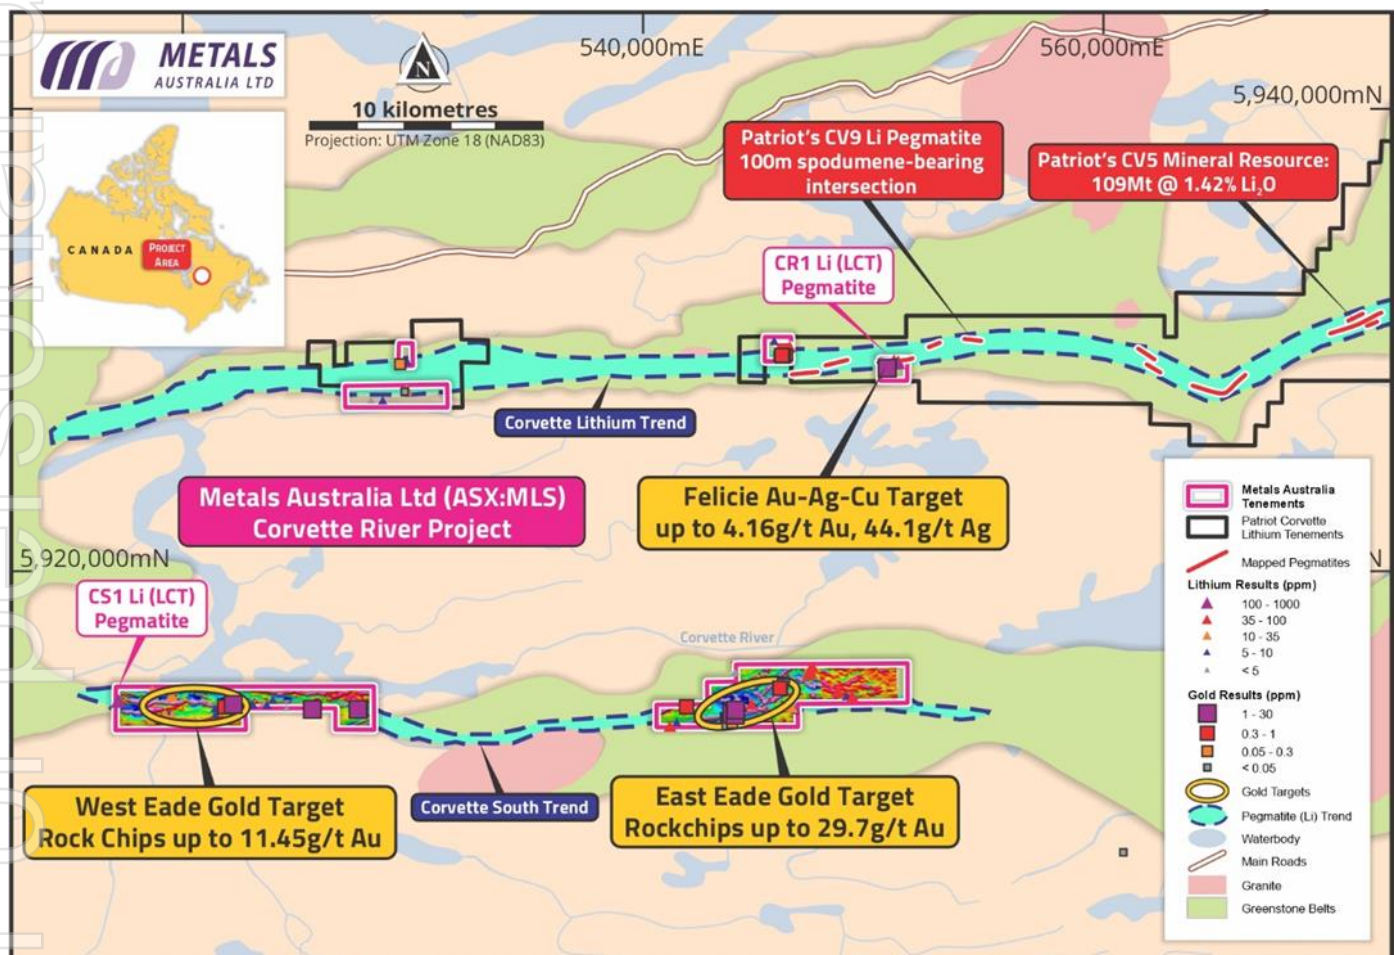 METALS
AUSTRALIA LTD
N
10 kilometres
Projection: UTM Zone 18 (NAD83)
540,000mE
560,000mE
5,940,000mN
CANADA
PROJECT
AREA
Patriot's CV9 Li Pegmatite
100m spodumene-bearing
intersection
Patriot's CV5 Mineral Resource:
109Mt @ 1.42% Li₂O
CR1 Li (LCT)
Pegmatite
Corvette Lithium Trend
Metals Australia Ltd (ASX:MLS)
Corvette River Project
Felicie Au-Ag-Cu Target
up to 4.16g/t Au, 44.1g/t Ag
5,920,000mN
N
CS1 Li (LCT)
Pegmatite
Corvette River
West Eade Gold Target
Rock Chips up to 11.45g/t Au
Corvette South Trend
East Eade Gold Target
Rockchips up to 29.7g/t Au
Metals Australia
Tenements
Patriot Corvette
Lithium Tenements
Mapped Pegmatites
Lithium Results (ppm)
100 - 1000
35 - 100
10 - 35
5 - 10
< 5
Gold Results (ppm)
1 - 30
0.3 - 1
0.05 - 0.3
< 0.05
Gold Targets
Pegmatite (Li) Trend
Waterbody
Main Roads
Granite
Greenstone Belts